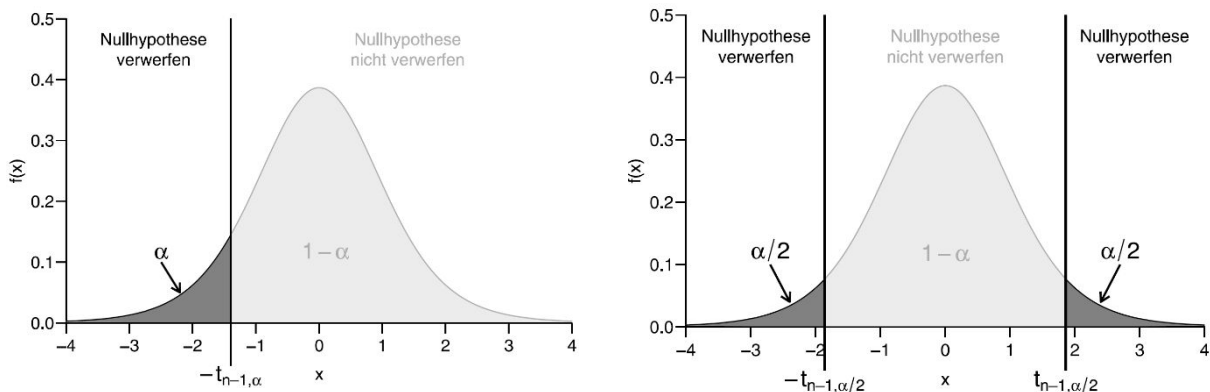 0.5
0.4
0.3
0.2
0.1
0.0
f(x)
Nullhypothese
verwerfen
Nullhypothese
nicht verwerfen
α
1 − α
−4 −3 −2 −1 0 1 2 3 4
−tn−1,α x
0.5
0.4
0.3
0.2
0.1
0.0
f(x)
Nullhypothese
verwerfen
Nullhypothese
nicht verwerfen
Nullhypothese
verwerfen
α/2
1 − α
α/2
−4 −3 −2 −1 0 1 2 3 4
−tn−1,α/2 x tn−1,α/2